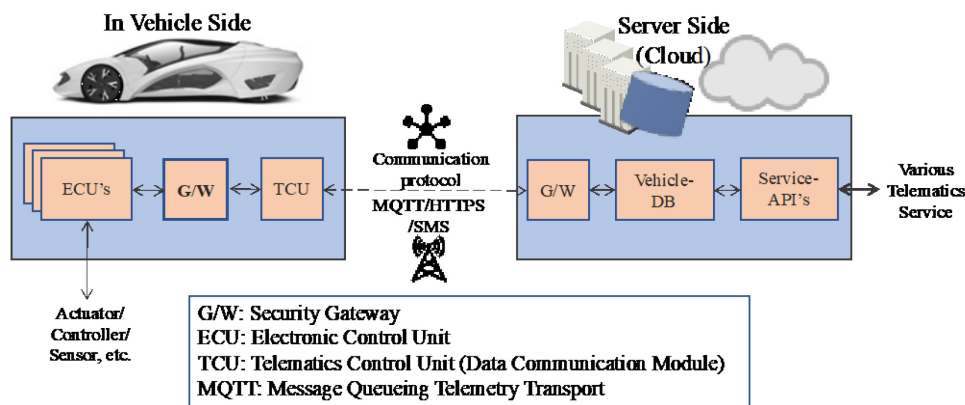 In Vehicle Side
Server Side
(Cloud)
ECU's
G/W
TCU
Communication
protocol
MQTT/HTTPS
/SMS
G/W
Vehicle-
DB
Service-
API's
Various
Telematics
Service
Actuator/
Controller/
Sensor, etc.
G/W: Security Gateway
ECU: Electronic Control Unit
TCU: Telematics Control Unit (Data Communication Module)
MQTT: Message Queueing Telemetry Transport